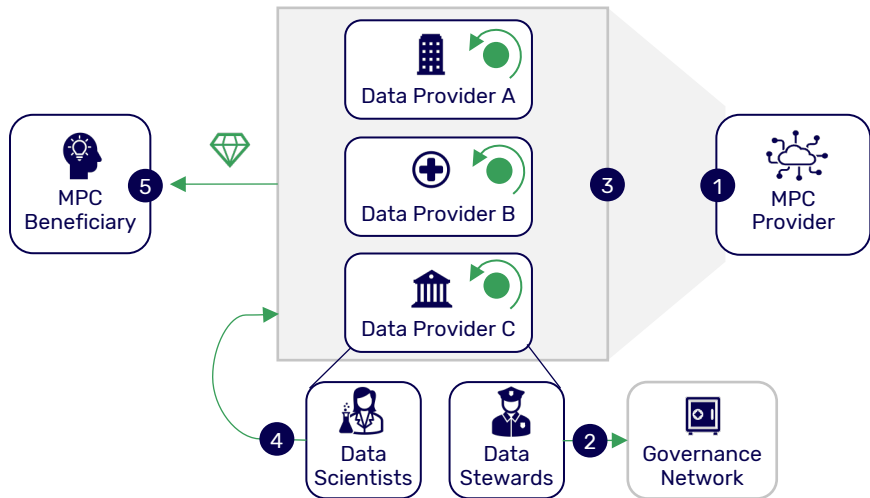 Data Provider A
MPC
Beneficiary
5
Data Provider B
3
1
MPC
Provider
Data Provider C
4
Data
Scientists
Data
Stewards
2
Governance
Network